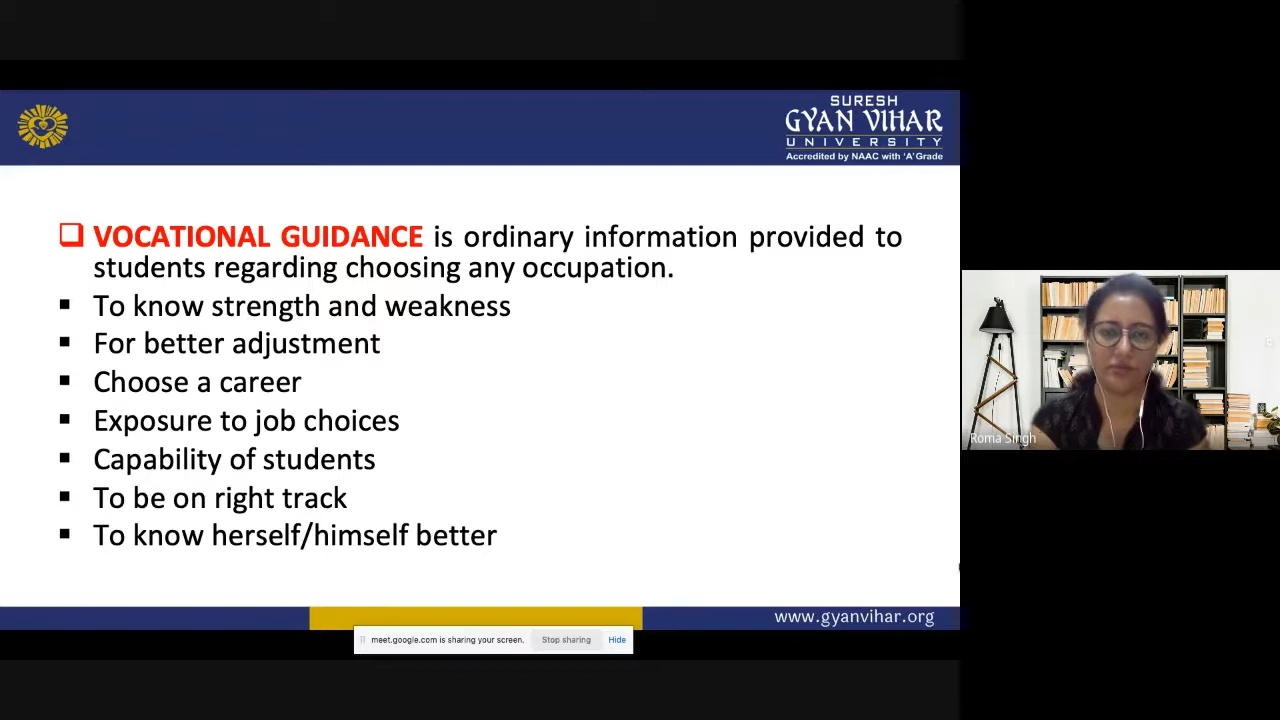 SURESH
GYAN VIHAR
UNIVERSITY
Accredited by NAAC with 'A' Grade
VOCATIONAL GUIDANCE is ordinary information provided to
students regarding choosing any occupation.
To know strength and weakness
For better adjustment
Choose a career
Exposure to job choices
Capability of students
To be on right track
To know herself/himself better
Roma Singh
www.gyanvihar.org
meet.google.com is sharing your screen. Stop sharing Hide